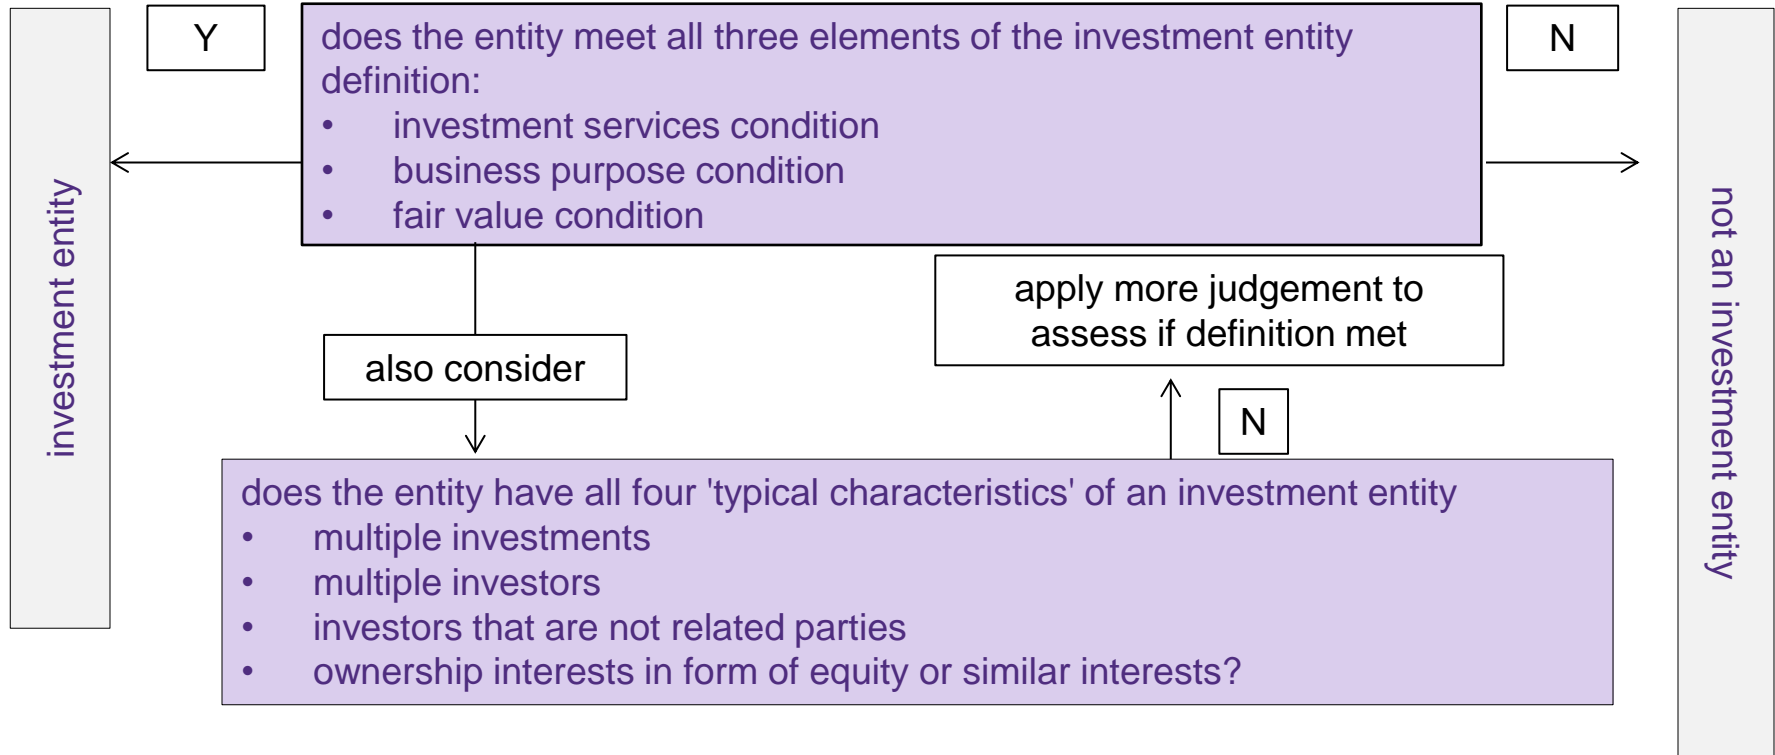 Y
does the entity meet all three elements of the investment entity
definition:
• investment services condition
• business purpose condition
• fair value condition
N
investment entity
not an investment entity
apply more judgement to
assess if definition met
also consider
N
does the entity have all four 'typical characteristics' of an investment entity
• multiple investments
• multiple investors
• investors that are not related parties
• ownership interests in form of equity or similar interests?